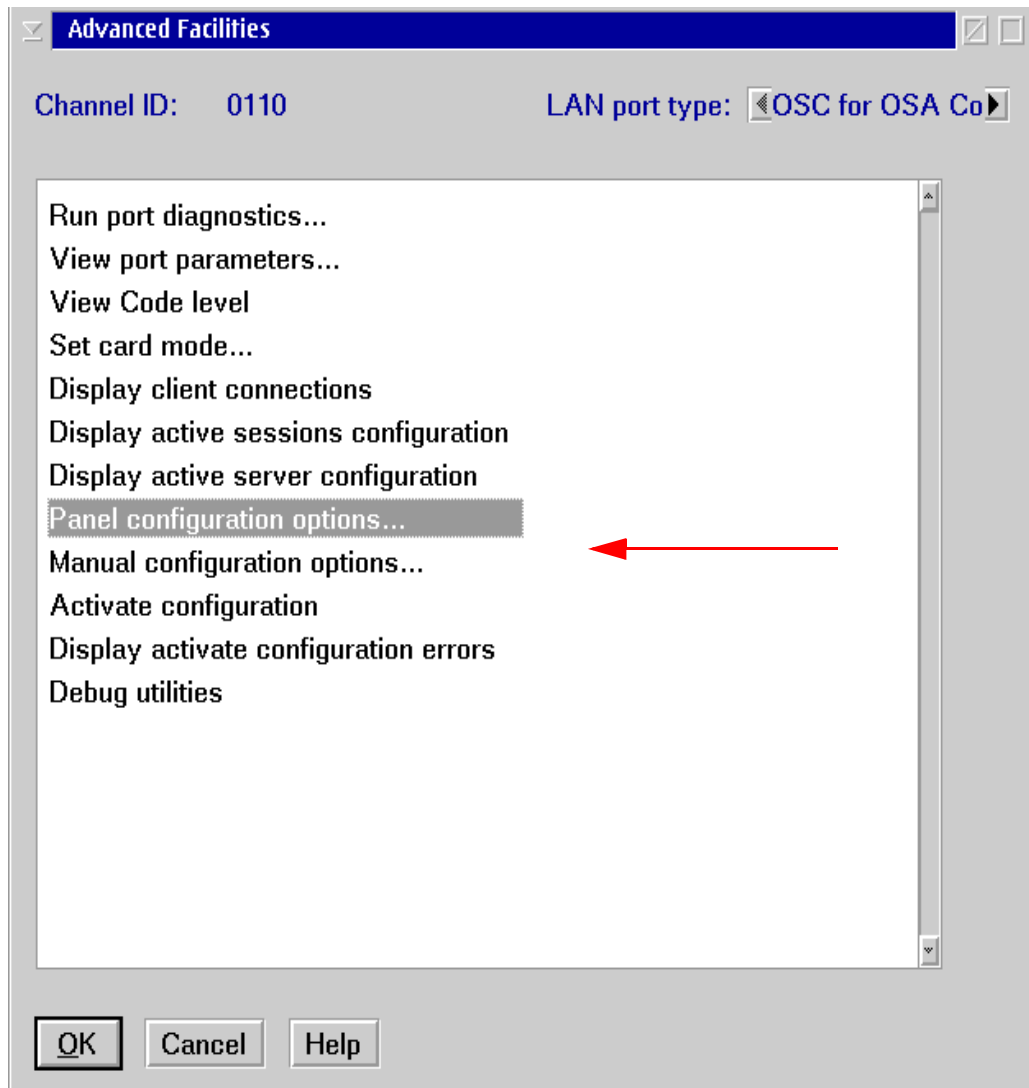 Advanced Facilities
Channel ID: 0110 LAN port type: OSC for OSA Co
Run port diagnostics...
View port parameters...
View Code level
Set card mode...
Display client connections
Display active sessions configuration
Display active server configuration
Panel configuration options...
Manual configuration options...
Activate configuration
Display activate configuration errors
Debug utilities
OK Cancel Help